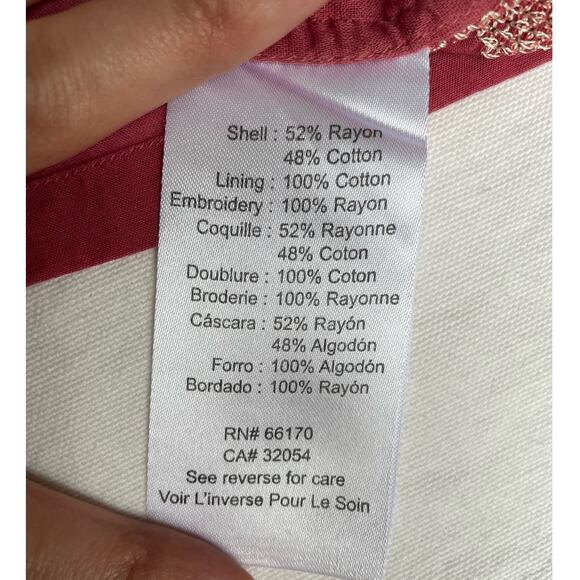 Shell : 52% Rayon
48% Cotton
Lining : 100% Cotton
Embroidery : 100% Rayon
Coquille : 52% Rayonne
48% Coton
Doublure : 100% Coton
Broderie : 100% Rayonne
Cáscara : 52% Rayón
48% Algodón
Forro : 100% Algodón
Bordado : 100% Rayón
RN# 66170
CA# 32054
See reverse for care
Voir L'inverse Pour Le Soin